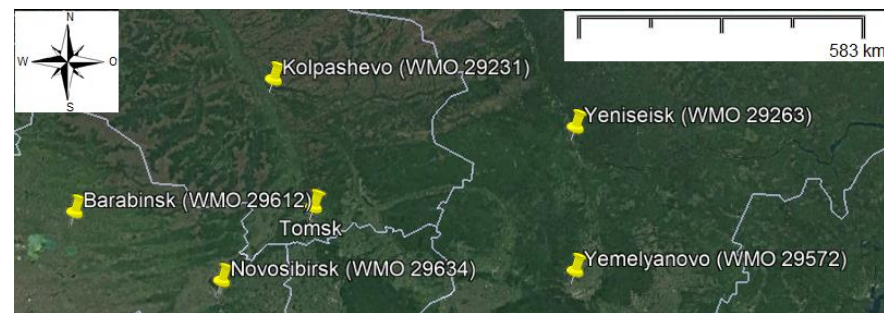 N
W O
S
583 km
Kolpashevo (WMO 29231)
Yeniseisk (WMO 29263)
Barabinsk (WMO 29612)
Tomsk
Novosibirsk (WMO 29634)
Yemelyanovo (WMO 29572)